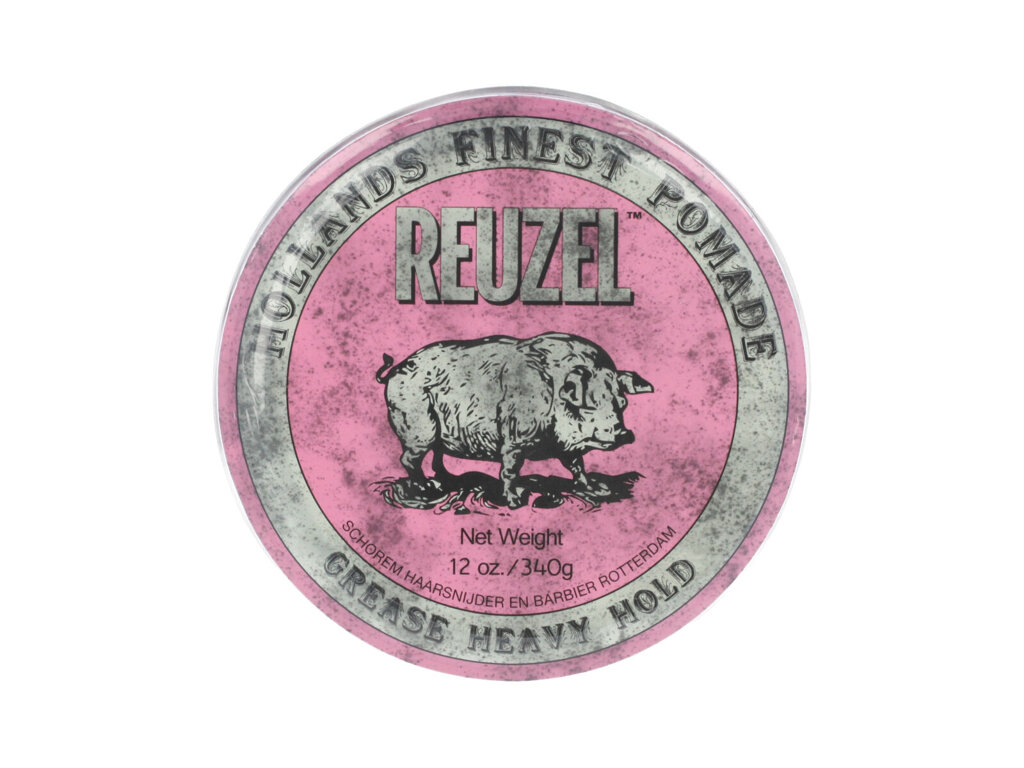 HOLLANDS FINEST POMADE
REUZEL™
Net Weight
12 oz./340g
SCHOREM HAARSNIJDER EN BARBIER ROTTERDAM
GREASE HEAVY HOLD